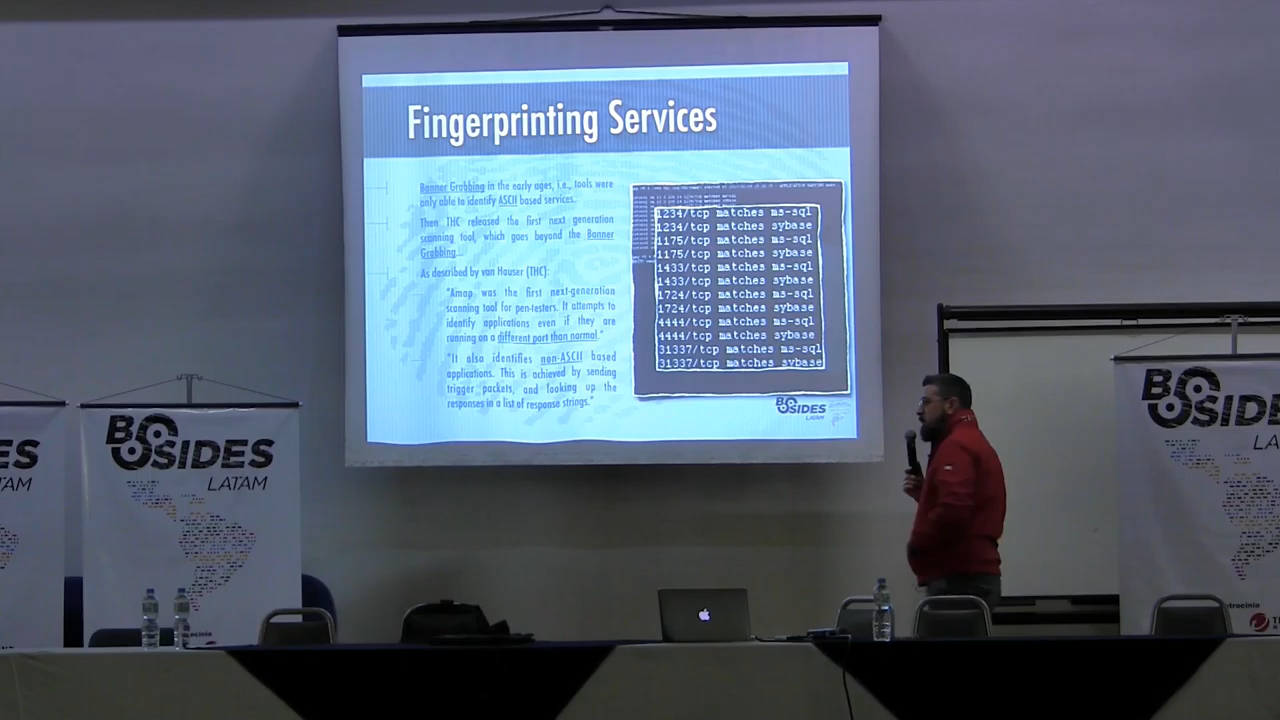 Fingerprinting Services
Banner Grabbing in the early ages, i.e., tools were
only able to identify ASCII based services.
Then THC released the first next generation
scanning tool, which goes beyond the Banner
Grabbing...
As described by van Hauser (THC):
"Amap was the first next-generation
scanning tool for pen-testers. It attempts to
identify applications even if they are
running on a different port than normal."
"It also identifies non-ASCII based
applications. This is achieved by sending
trigger packets, and looking up the
responses in a list of response strings."
1234/tcp matches ms-sql
1234/tcp matches sybase
1175/tcp matches ms-sql
1175/tcp matches sybase
1433/tcp matches ms-sql
1433/tcp matches sybase
1724/tcp matches ms-sql
1724/tcp matches sybase
4444/tcp matches ms-sql
4444/tcp matches sybase
31337/tcp matches ms-sql
31337/tcp matches sybase
BSIDES
LATAM
ES
TAM
BSIDES
LATAM
BSIDE
LA